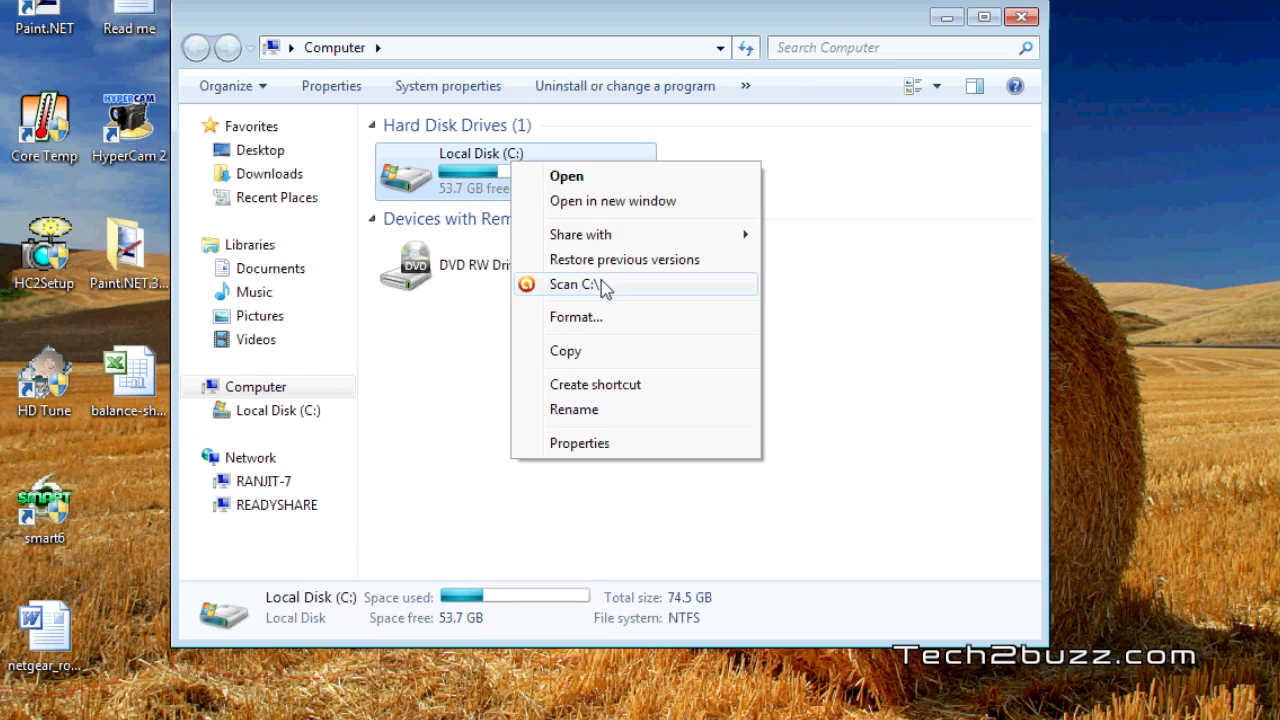 Paint.NET
Read me
Core Temp
HYPERCAM
HyperCam 2
HC2Setup
Paint.NET.3...
HD Tune
balance-sh...
SMART
smart6
netgear_ro...
Computer
Search Computer
Organize
Properties
System properties
Uninstall or change a program
»
Favorites
Desktop
Downloads
Recent Places
Libraries
Documents
Music
Pictures
Videos
Computer
Local Disk (C:)
Network
RANJIT-7
READYSHARE
Hard Disk Drives (1)
Local Disk (C:)
53.7 GB free
Devices with Rem
DVD
DVD RW Dri
Open
Open in new window
Share with
Restore previous versions
Scan C:\
Format...
Copy
Create shortcut
Rename
Properties
Local Disk (C:) Space used: Total size: 74.5 GB
Local Disk Space free: 53.7 GB File system: NTFS
Tech2buzz.com